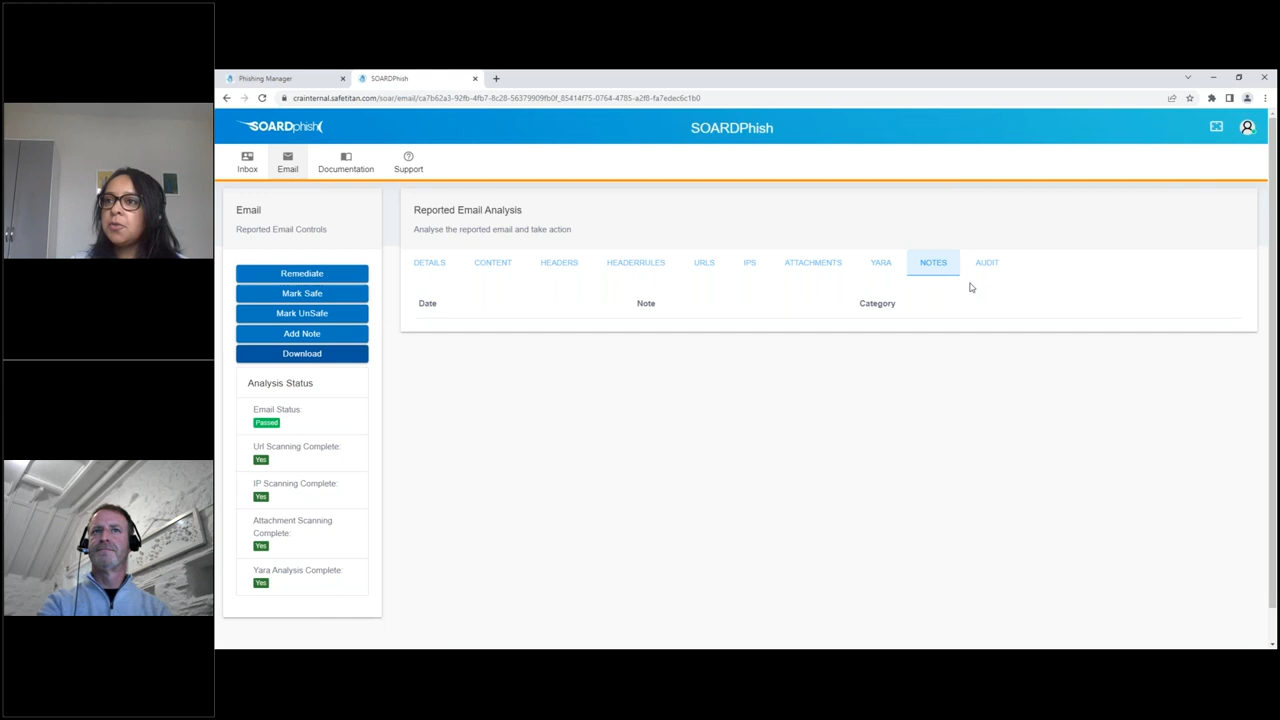 Phishing Manager
SOARDPhish
crainternal.safetitan.com/soar/email/ca7b62a3-92fb-4fb7-8c28-56379909fb0f_85414f75-0764-4785-a2f8-fa7edec6c1b0
SOARDphish
SOARDPhish
Inbox
Email
Documentation
Support
Email
Reported Email Controls
Remediate
Mark Safe
Mark UnSafe
Add Note
Download
Analysis Status
Email Status:
Passed
Url Scanning Complete:
Yes
IP Scanning Complete:
Yes
Attachment Scanning
Complete:
Yes
Yara Analysis Complete:
Yes
Reported Email Analysis
Analyse the reported email and take action
DETAILS CONTENT HEADERS HEADERRULES URLS IPS ATTACHMENTS YARA NOTES AUDIT
Date Note Category